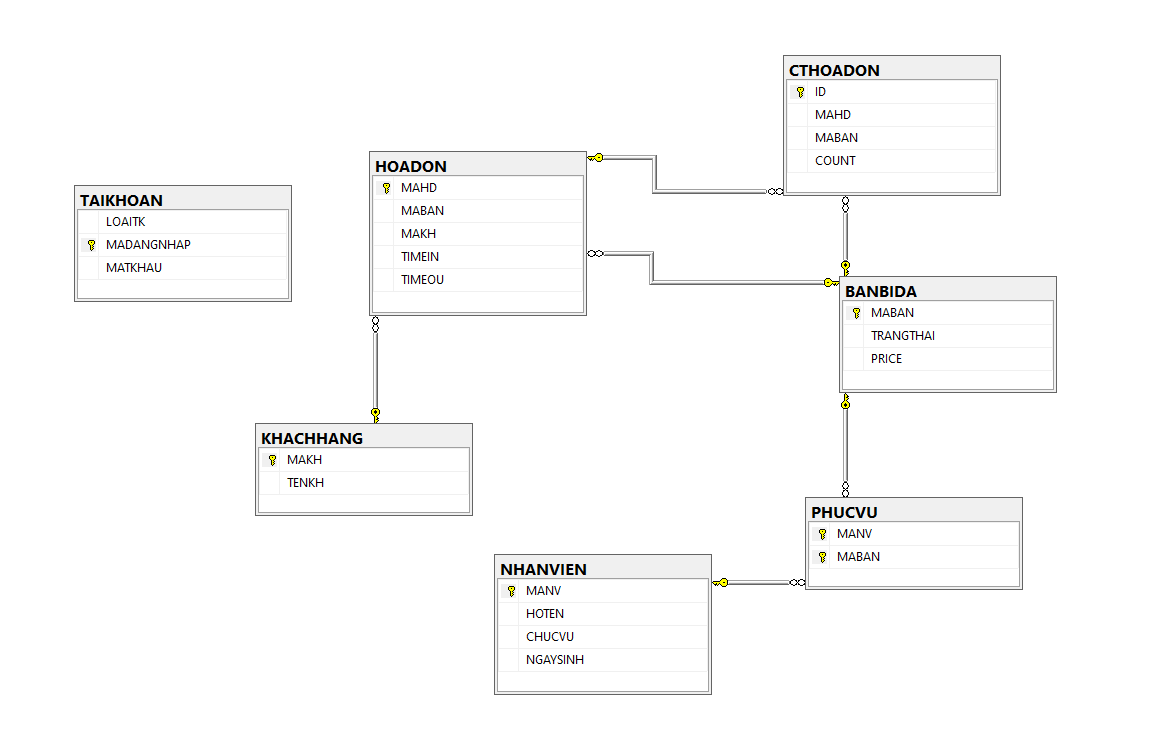 TAIKHOAN
LOAITK
MADANGNHAP
MATKHAU
HOADON
MAHD
MABAN
MAKH
TIMEIN
TIMEOU
CTHOADON
ID
MAHD
MABAN
COUNT
BANBIDA
MABAN
TRANGTHAI
PRICE
KHACHHANG
MAKH
TENKH
NHANVIEN
MANV
HOTEN
CHUCVU
NGAYSINH
PHUCVU
MANV
MABAN